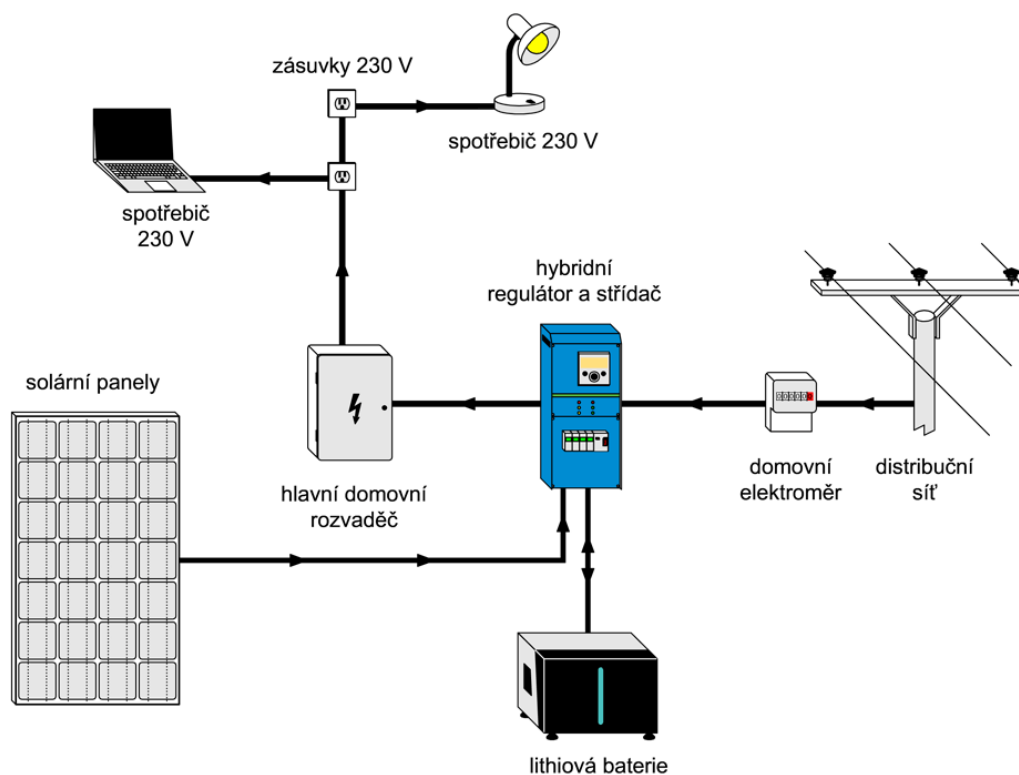 zásuvky 230 V
spotřebič 230 V
spotřebič
230 V
hybridní
regulátor a střídač
solární panely
hlavní domovní
rozvaděč
domovní
elektroměr
distribuční
síť
lithiová baterie